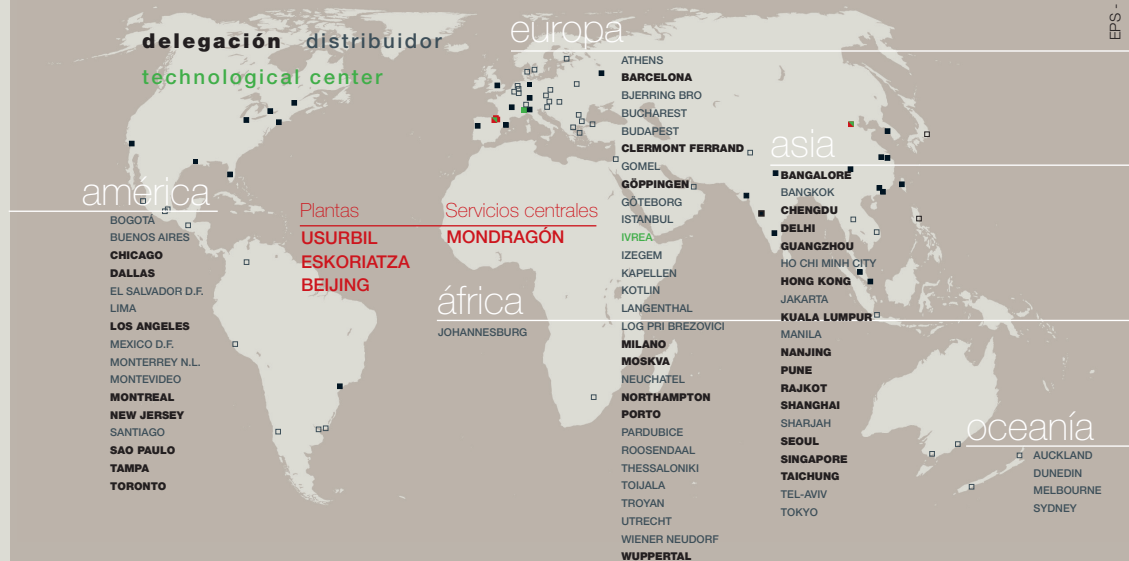 EPS -
delegación distribuidor
technological center
europa
ATHENS
BARCELONA
BJERRING BRO
BUCHAREST
BUDAPEST
CLERMONT FERRAND
GOMEL
GÖPPINGEN
GÖTEBORG
ISTANBUL
IVREA
IZEGEM
KAPELLEN
KOTLIN
LANGENTHAL
LOG PRI BREZOVICI
MILANO
MOSKVA
NEUCHATEL
NORTHAMPTON
PORTO
PARDUBICE
ROOSENDAAL
THESSALONIKI
TOIJALA
TROYAN
UTRECHT
WIENER NEUDORF
WUPPERTAL
asia
BANGALORE
BANGKOK
CHENGDU
DELHI
GUANGZHOU
HO CHI MINH CITY
HONG KONG
JAKARTA
KUALA LUMPUR
MANILA
NANJING
PUNE
RAJKOT
SHANGHAI
SHARJAH
SEOUL
SINGAPORE
TAICHUNG
TEL-AVIV
TOKYO
américa
BOGOTÀ
BUENOS AIRES
CHICAGO
DALLAS
EL SALVADOR D.F.
LIMA
LOS ANGELES
MEXICO D.F.
MONTERREY N.L.
MONTEVIDEO
MONTREAL
NEW JERSEY
SANTIAGO
SAO PAULO
TAMPA
TORONTO
Plantas
USURBIL
ESKORIATZA
BEIJING
Servicios centrales
MONDRAGÓN
áfrica
JOHANNESBURG
oceanía
AUCKLAND
DUNEDIN
MELBOURNE
SYDNEY